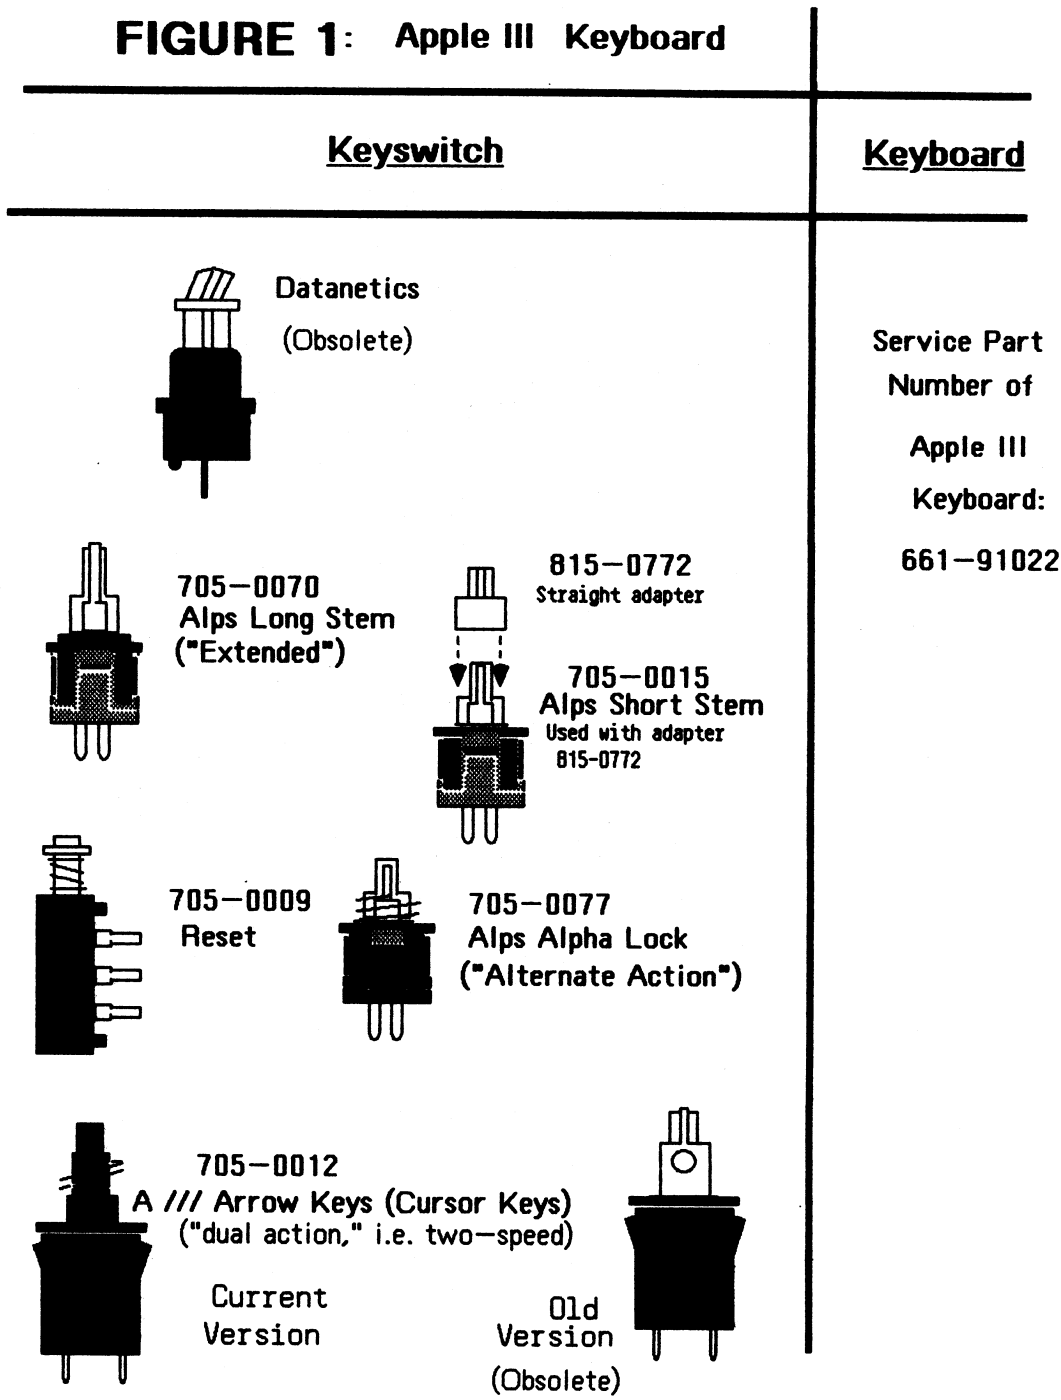 FIGURE 1: Apple III Keyboard
Keyswitch
Keyboard
Datanetics
(Obsolete)
Service Part
Number of
Apple III
Keyboard:
661-91022
705-0070
Alps Long Stem
("Extended")
815-0772
Straight adapter
705-0015
Alps Short Stem
Used with adapter
815-0772
705-0009
Reset
705-0077
Alps Alpha Lock
("Alternate Action")
705-0012
A /// Arrow Keys (Cursor Keys)
("dual action," i.e. two-speed)
Current
Version
Old
Version
(Obsolete)